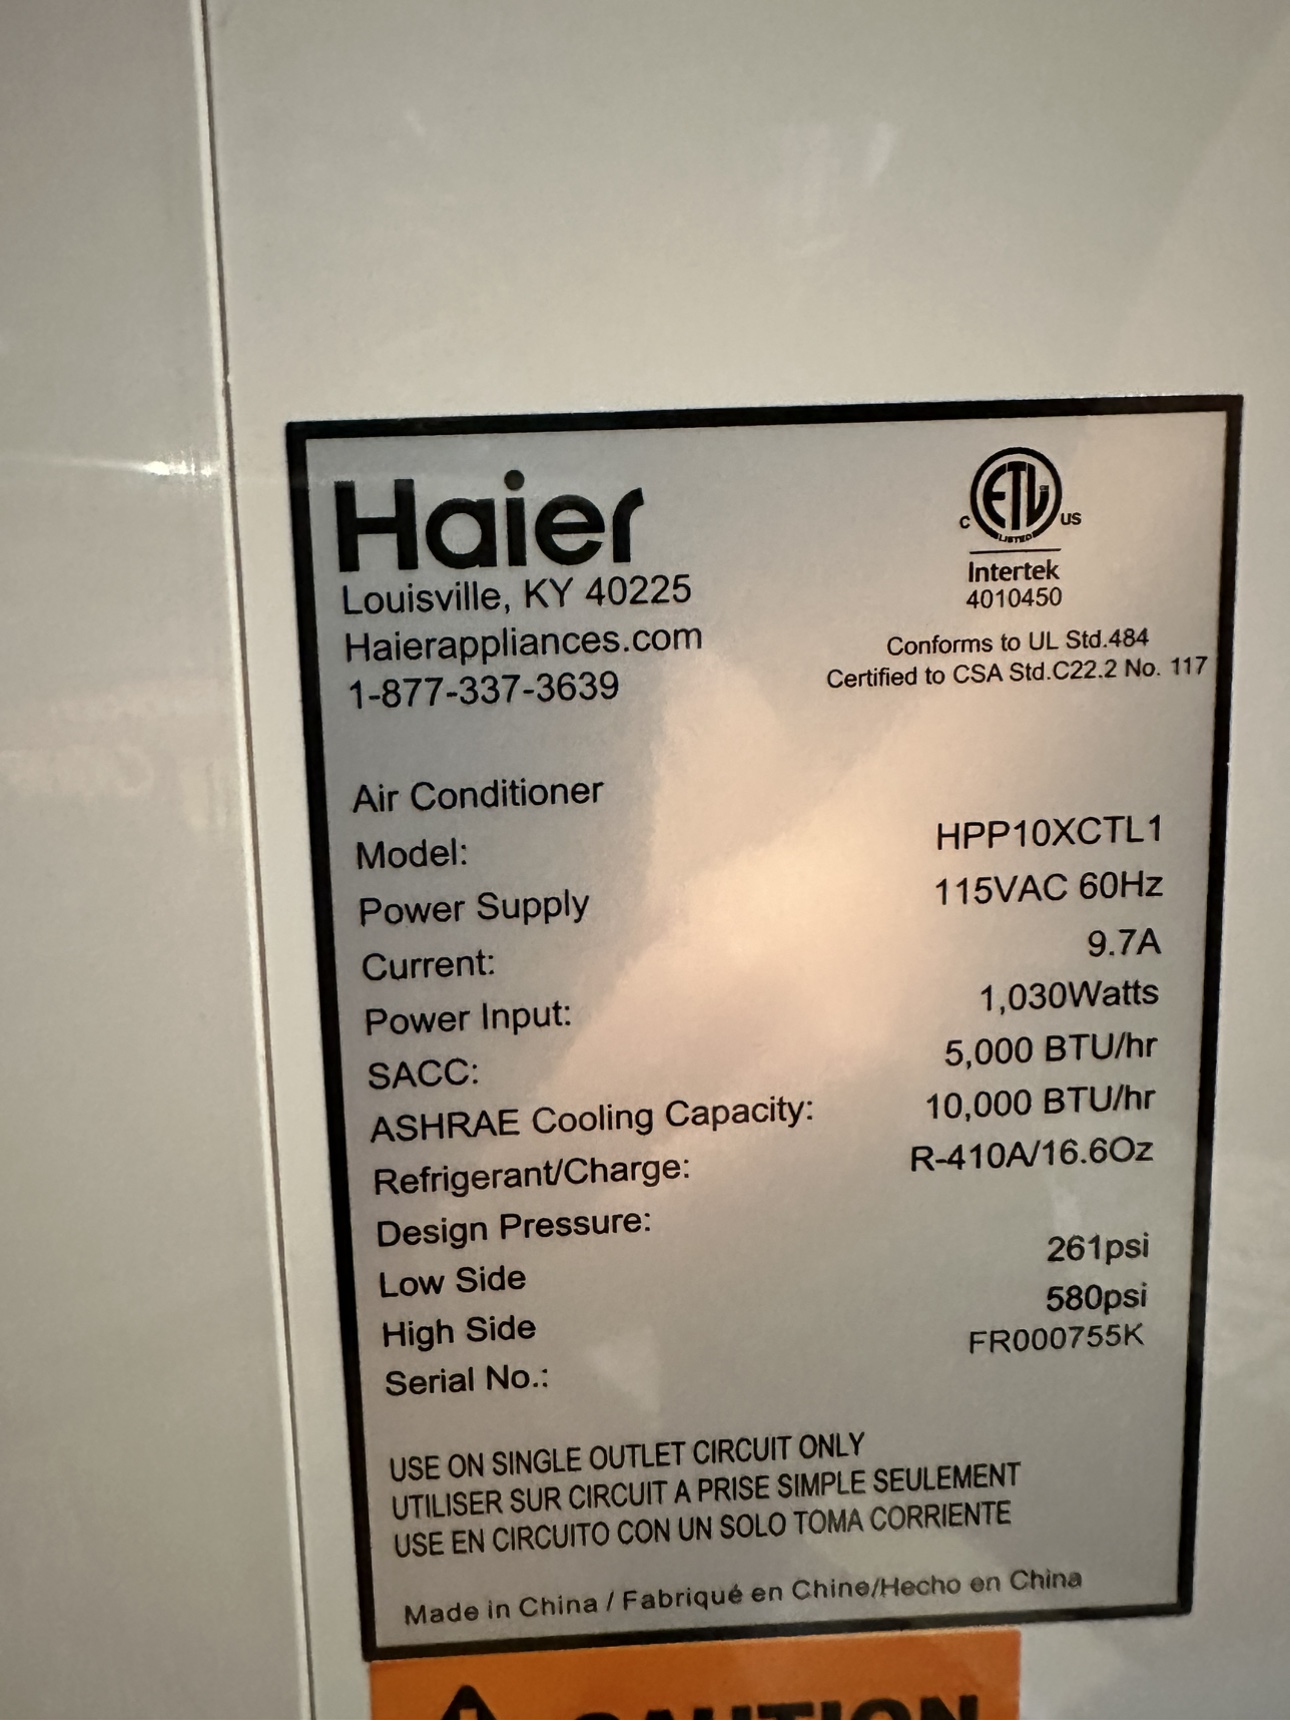 Haier
Louisville, KY 40225
Haierappliances.com
1-877-337-3639
C ETL US
LISTED
Intertek
4010450
Conforms to UL Std.484
Certified to CSA Std.C22.2 No. 117
Air Conditioner
Model: HPP10XCTL1
Power Supply 115VAC 60Hz
Current: 9.7A
Power Input: 1,030Watts
SACC: 5,000 BTU/hr
ASHRAE Cooling Capacity: 10,000 BTU/hr
Refrigerant/Charge: R-410A/16.6Oz
Design Pressure:
Low Side 261psi
High Side 580psi
Serial No.: FR000755K
USE ON SINGLE OUTLET CIRCUIT ONLY
UTILISER SUR CIRCUIT A PRISE SIMPLE SEULEMENT
USE EN CIRCUITO CON UN SOLO TOMA CORRIENTE
Made in China / Fabriqué en Chine/Hecho en China
CAUTION